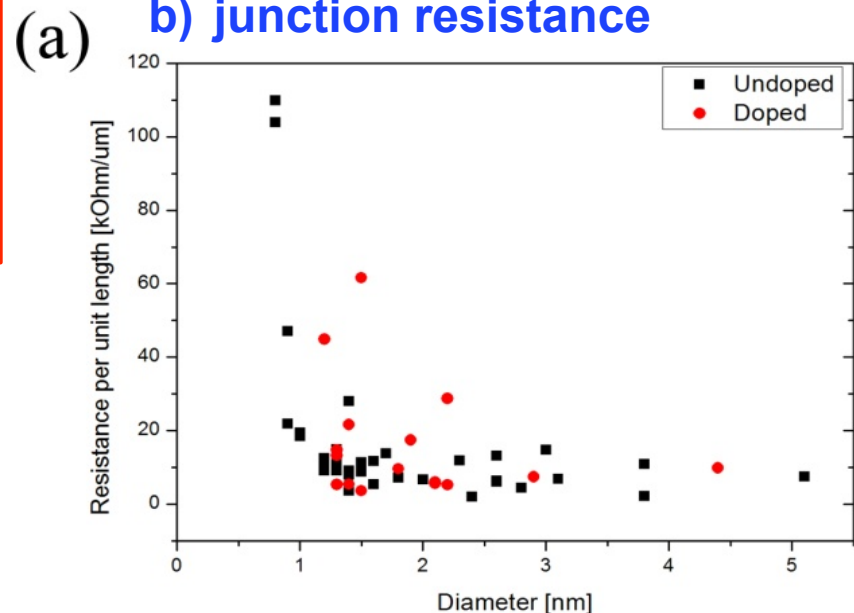 b) junction resistance
(a)
120
100
80
60
40
20
0
Resistance per unit length [kOhm/um]
Undoped
Doped
0 1 2 3 4 5
Diameter [nm]